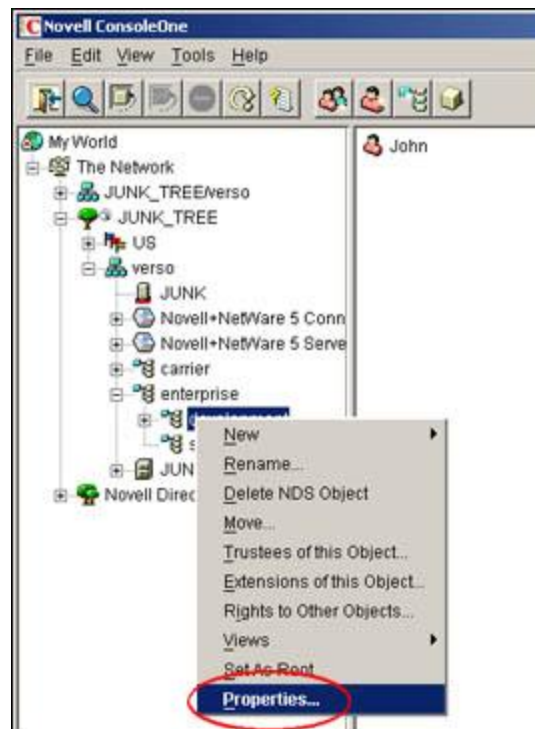 Novell ConsoleOne
File Edit View Tools Help
My World
The Network
JUNK_TREE/verso
JUNK_TREE
US
verso
JUNK
Novell+NetWare 5 Conn
Novell+NetWare 5 Serve
carrier
enterprise
s
JUN
Novell Direc
John
New
Rename...
Delete NDS Object
Move...
Trustees of this Object...
Extensions of this Object...
Rights to Other Objects...
Views
Set As Root
Properties...